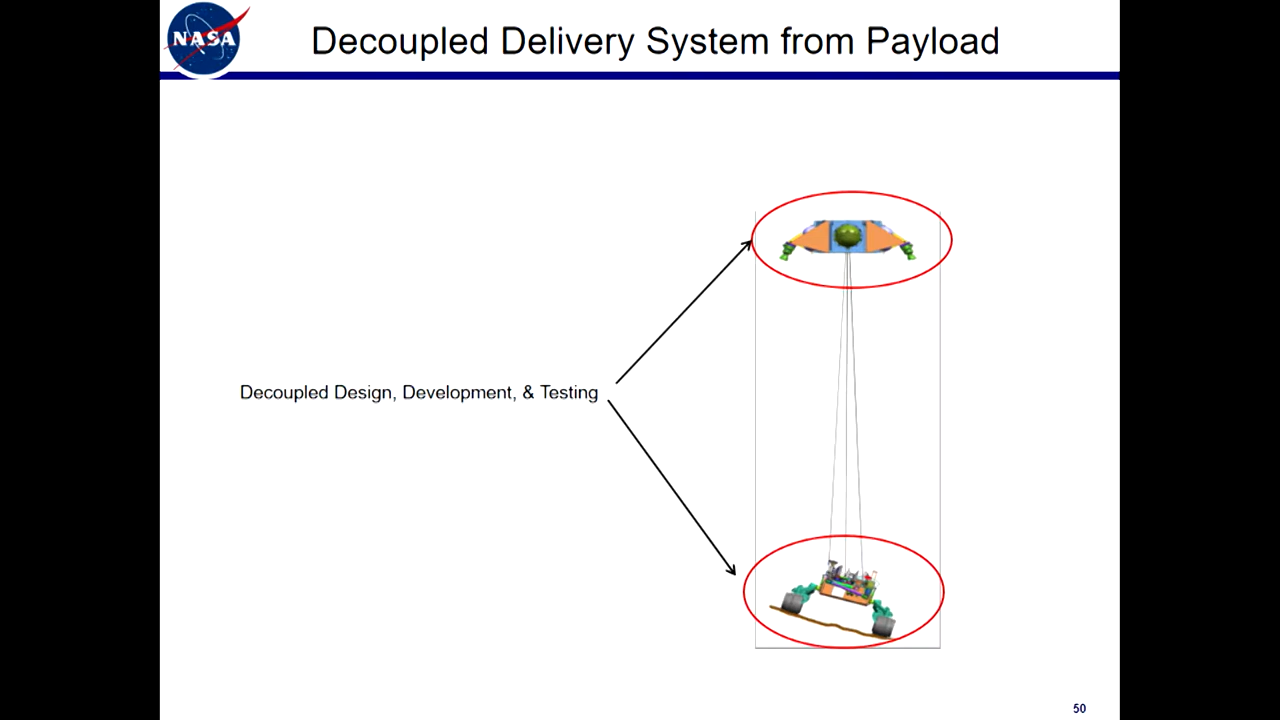 NASA
Decoupled Delivery System from Payload
Decoupled Design, Development, & Testing
50